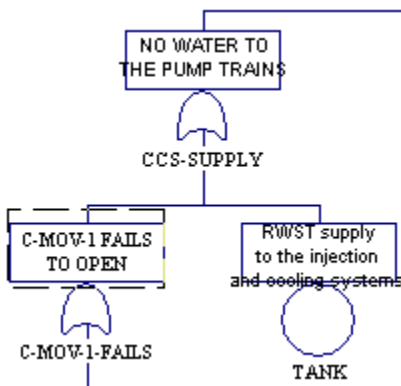 NO WATER TO
THE PUMP TRAINS
CCS-SUPPLY
C-MOV-1 FAILS
TO OPEN
C-MOV-1-FAILS
RWST supply
to the injection
and cooling systems
TANK